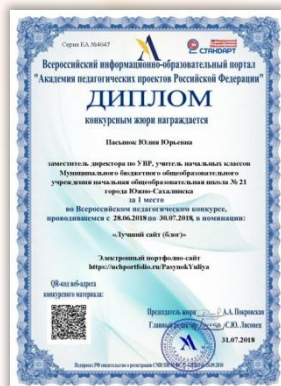 Серия ЕА №4047
СТАНДАРТ
Всероссийский информационно-образовательный портал
"Академия педагогических проектов Российской Федерации"
ДИПЛОМ
конкурсным жюри награждается
Пасынок Юлия Юрьевна
заместитель директора по УВР, учитель начальных классов
Муниципального бюджетного общеобразовательного
учреждения начальная общеобразовательная школа № 21
города Южно-Сахалинска
за 1 место
во Всероссийском педагогическом конкурсе,
проводившемся с 28.06.2018 по 30.07.2018, в номинации:
«Лучший сайт (блог)»
Электронный портфолио-сайт
https://uchportfolio.ru/PasynokYuliya
QR-код веб-адреса
конкурсного материала:
Председатель жюри А.А. Покровская
Главный редактор С.Ю. Лисовец
31.07.2018